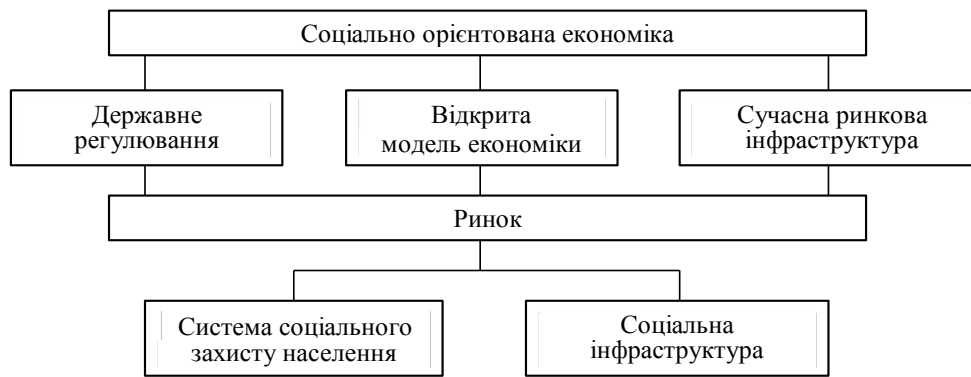 Соціально орієнтована економіка
Державне
регулювання
Відкрита
модель економіки
Сучасна ринкова
інфраструктура
Ринок
Система соціального
захисту населення
Соціальна
інфраструктура